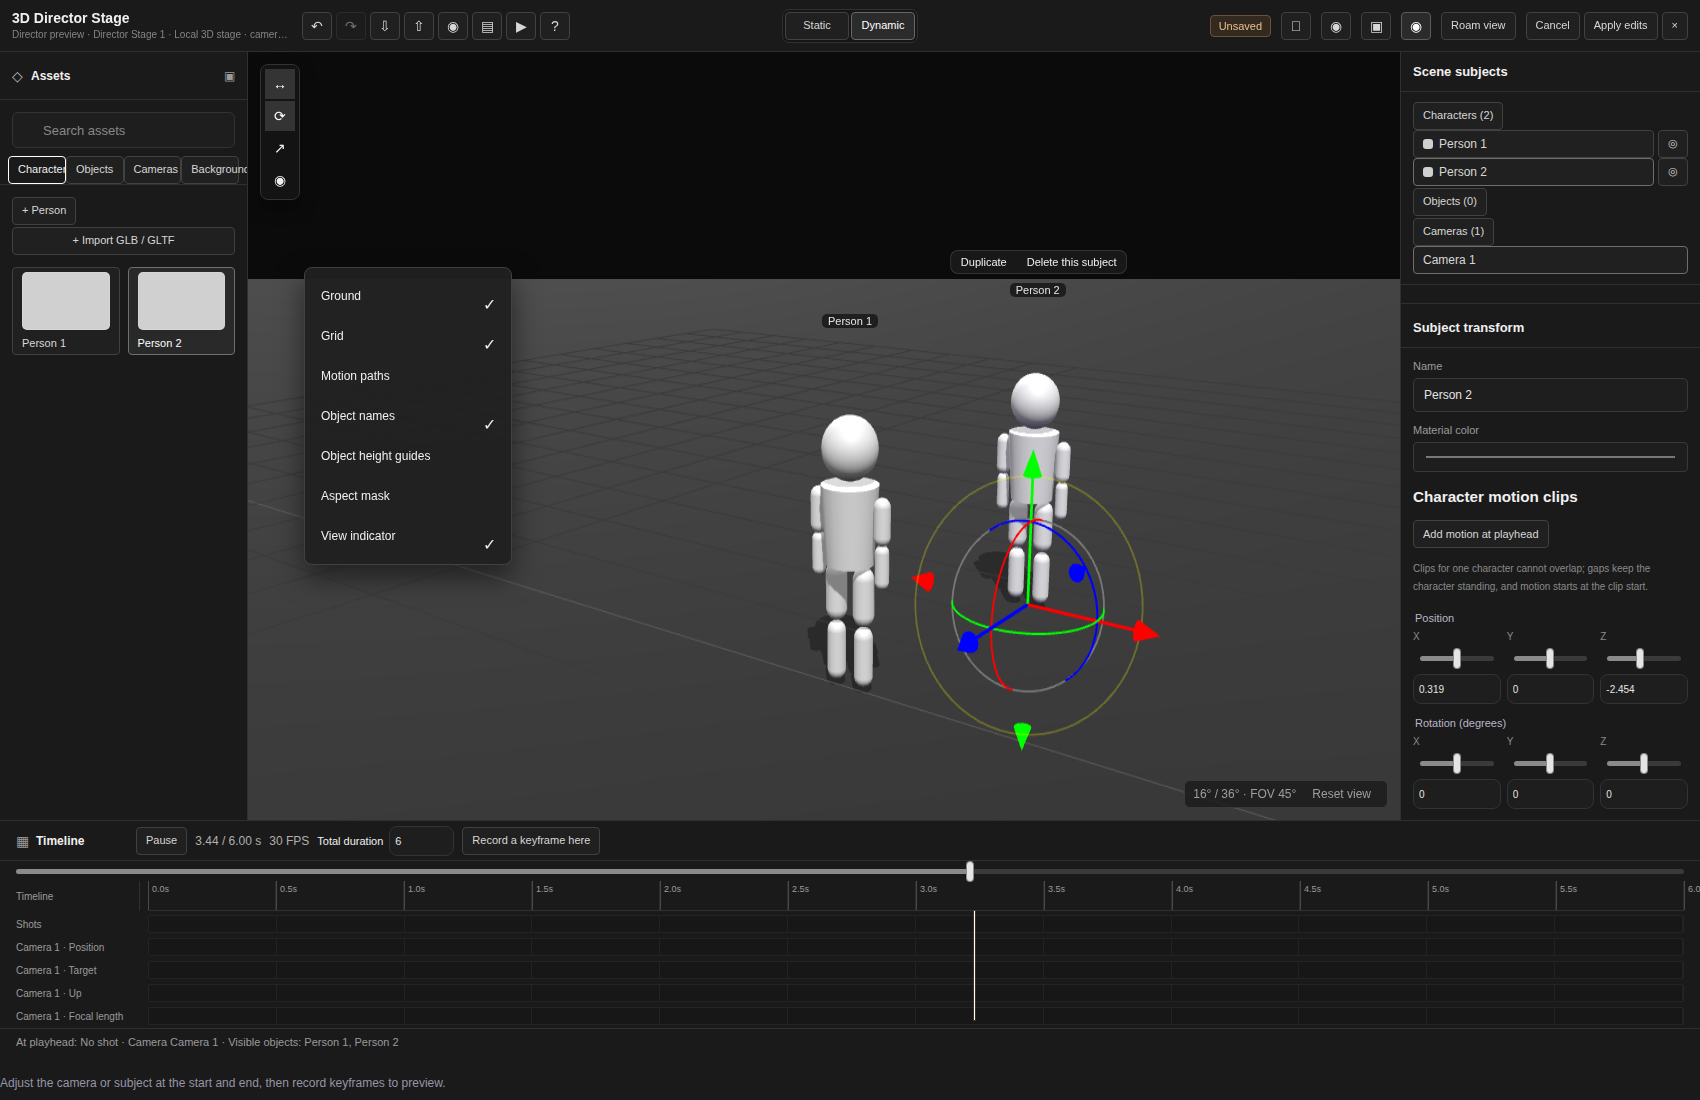 3D Director Stage
Director preview · Director Stage 1 · Local 3D stage · camer…
Static
Dynamic
Unsaved
Roam view
Cancel
Apply edits
×
Assets
Search assets
Character
Objects
Cameras
Background
+ Person
+ Import GLB / GLTF
Person 1
Person 2
Ground
Grid
Motion paths
Object names
Object height guides
Aspect mask
View indicator
Duplicate
Delete this subject
Person 2
Person 1
16° / 36° · FOV 45°
Reset view
Scene subjects
Characters (2)
Person 1
Person 2
Objects (0)
Cameras (1)
Camera 1
Subject transform
Name
Person 2
Material color
Character motion clips
Add motion at playhead
Clips for one character cannot overlap; gaps keep the
character standing, and motion starts at the clip start.
Position
X Y Z
0.319 0 -2.454
Rotation (degrees)
X Y Z
0 0 0
Timeline
Pause
3.44 / 6.00 s
30 FPS
Total duration
6
Record a keyframe here
Timeline
0.0s 0.5s 1.0s 1.5s 2.0s 2.5s 3.0s 3.5s 4.0s 4.5s 5.0s 5.5s 6.0
Shots
Camera 1 · Position
Camera 1 · Target
Camera 1 · Up
Camera 1 · Focal length
At playhead: No shot · Camera Camera 1 · Visible objects: Person 1, Person 2
Adjust the camera or subject at the start and end, then record keyframes to preview.